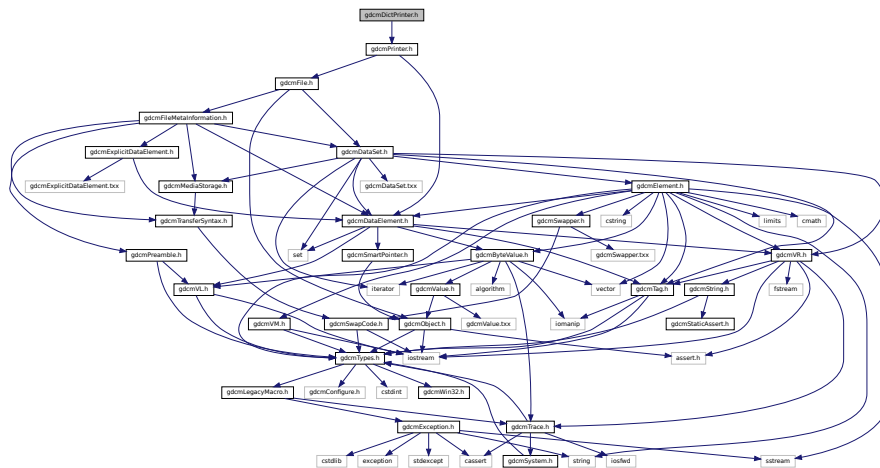 gdcmDictPrinter.h
gdcmPrinter.h
gdcmFile.h
gdcmFileMetaInformation.h
gdcmExplicitDataElement.h
gdcmDataSet.h
gdcmExplicitDataElement.txx
gdcmMediaStorage.h
gdcmDataSet.txx
gdcmElement.h
gdcmTransferSyntax.h
gdcmDataElement.h
gdcmSwapper.h
cstring
limits
cmath
gdcmPreamble.h
set
gdcmSmartPointer.h
gdcmByteValue.h
gdcmSwapper.txx
gdcmVR.h
gdcmVL.h
iterator
gdcmValue.h
algorithm
vector
gdcmTag.h
gdcmString.h
fstream
gdcmVM.h
gdcmSwapCode.h
gdcmObject.h
gdcmValue.txx
iomanip
gdcmStaticAssert.h
gdcmTypes.h
iostream
assert.h
gdcmLegacyMacro.h
gdcmConfigure.h
cstdint
gdcmWin32.h
gdcmException.h
gdcmTrace.h
cstdlib
exception
stdexcept
cassert
gdcmSystem.h
string
iosfwd
sstream